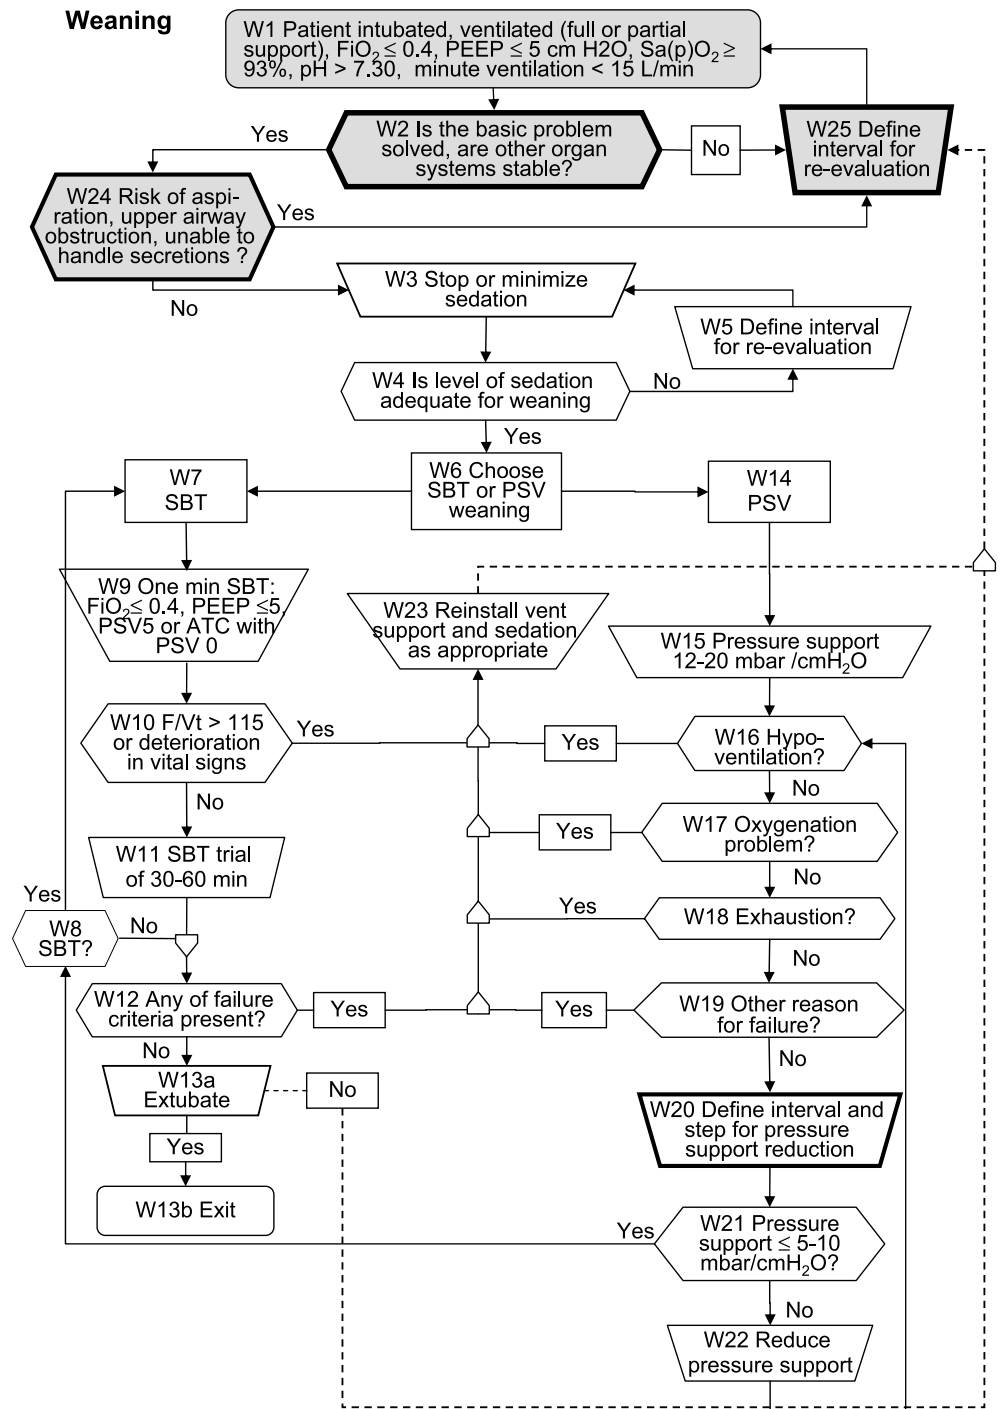 Weaning
W1 Patient intubated, ventilated (full or partial
support), FiO₂ ≤ 0.4, PEEP ≤ 5 cm H2O, Sa(p)O₂ ≥
93%, pH > 7.30, minute ventilation < 15 L/min
Yes
W2 Is the basic problem
solved, are other organ
systems stable?
No
W25 Define
interval for
re-evaluation
W24 Risk of aspi-
ration, upper airway
obstruction, unable to
handle secretions ?
Yes
No
W3 Stop or minimize
sedation
W5 Define interval
for re-evaluation
W4 Is level of sedation
adequate for weaning
No
Yes
W7
SBT
W6 Choose
SBT or PSV
weaning
W14
PSV
W9 One min SBT:
FiO₂≤ 0.4, PEEP ≤5,
PSV5 or ATC with
PSV 0
W23 Reinstall vent
support and sedation
as appropriate
W15 Pressure support
12-20 mbar /cmH₂O
W10 F/Vt > 115
or deterioration
in vital signs
Yes
Yes
W16 Hypo-
ventilation?
No
No
W11 SBT trial
of 30-60 min
Yes
W17 Oxygenation
problem?
No
Yes
W8
SBT?
No
Yes
W18 Exhaustion?
No
W12 Any of failure
criteria present?
Yes
Yes
W19 Other reason
for failure?
No
No
W13a
Extubate
No
W20 Define interval and
step for pressure
support reduction
Yes
W13b Exit
Yes
W21 Pressure
support ≤ 5-10
mbar/cmH₂O?
No
W22 Reduce
pressure support